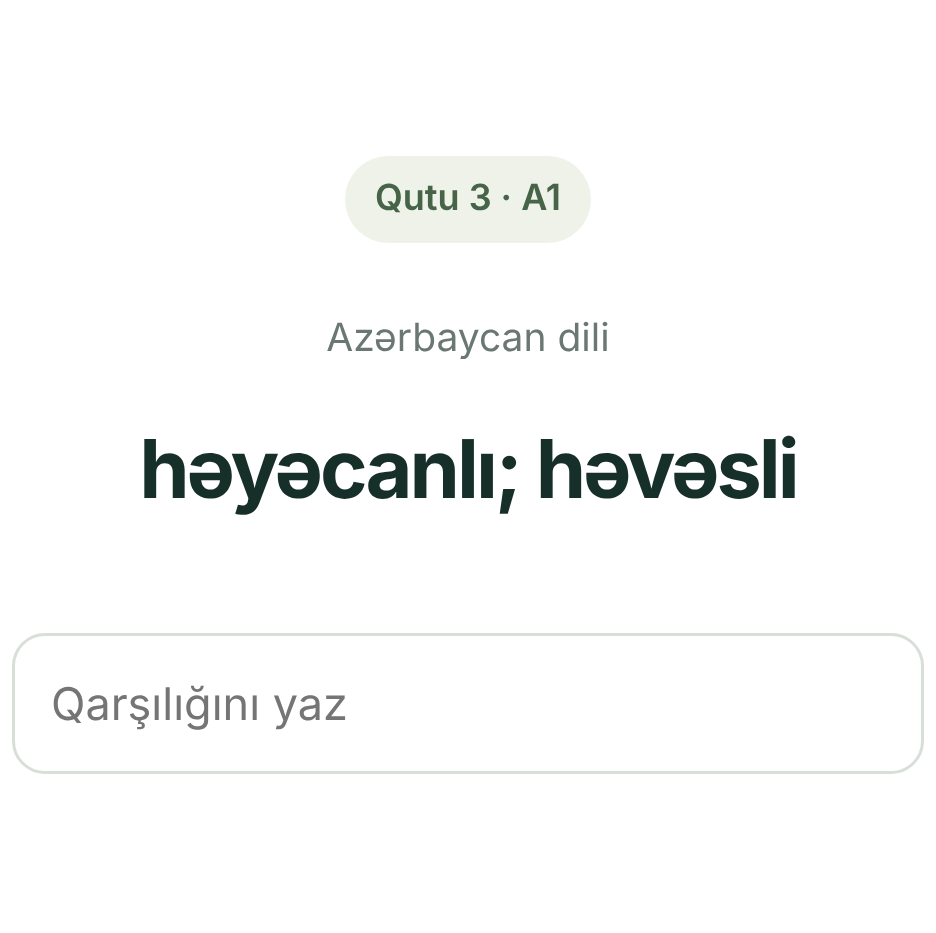 Qutu 3 · A1
Azərbaycan dili
həyəcanlı; həvəsli
Qarşılığını yaz